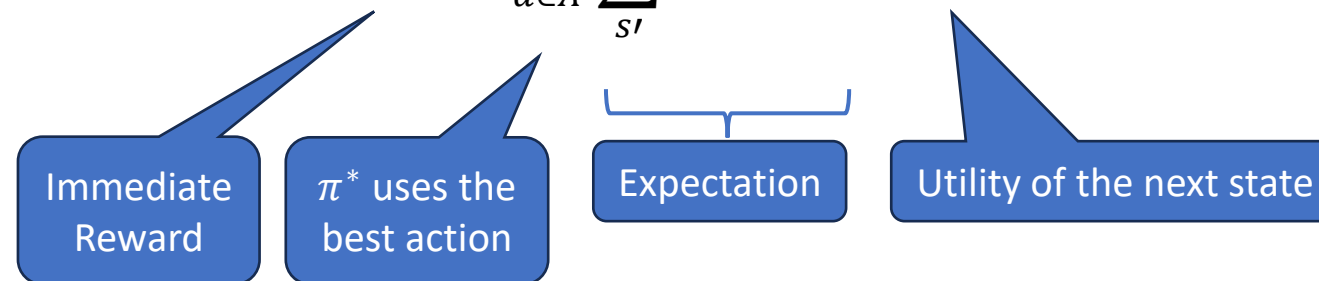 a∈A ∑
s′
Immediate
Reward
π* uses the
best action
Expectation
Utility of the next state